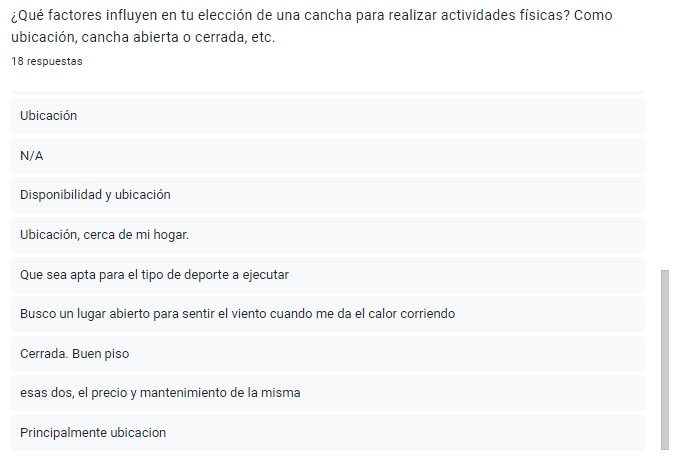 ¿Qué factores influyen en tu elección de una cancha para realizar actividades físicas? Como
ubicación, cancha abierta o cerrada, etc.
18 respuestas
Ubicación
N/A
Disponibilidad y ubicación
Ubicación, cerca de mi hogar.
Que sea apta para el tipo de deporte a ejecutar
Busco un lugar abierto para sentir el viento cuando me da el calor corriendo
Cerrada. Buen piso
esas dos, el precio y mantenimiento de la misma
Principalmente ubicacion